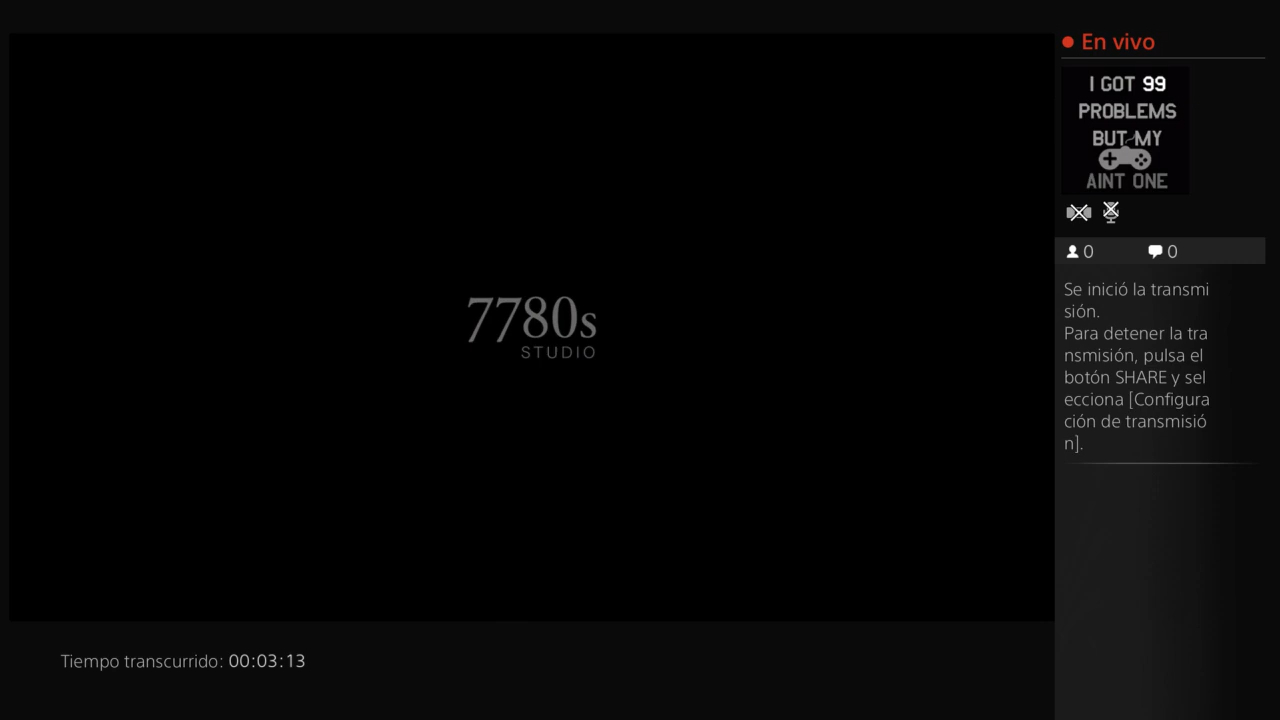 En vivo
I GOT 99
PROBLEMS
BUT MY
AINT ONE
0
0
Se inició la transmi
sión.
Para detener la tra
nsmisión, pulsa el
botón SHARE y sel
ecciona [Configura
ción de transmisió
n].
7780s
STUDIO
Tiempo transcurrido: 00:03:13